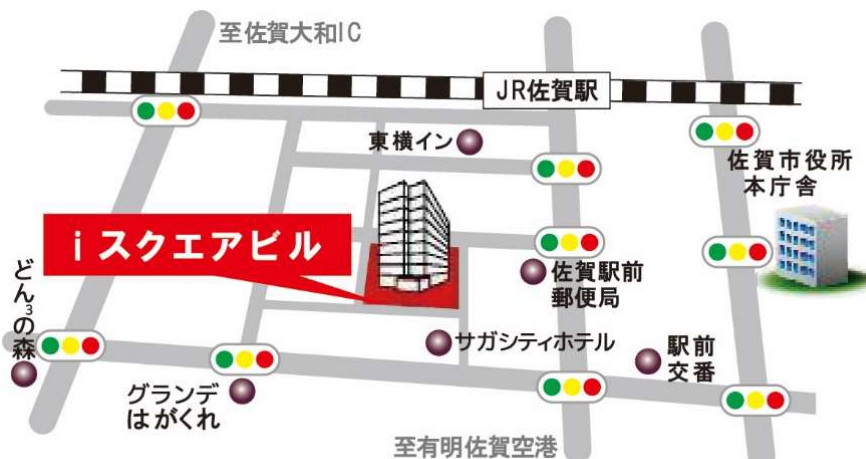 至佐賀大和IC
JR佐賀駅
東横イン
佐賀市役所
本庁舎
iスクエアビル
佐賀駅前
郵便局
どん3の森
サガシティホテル
駅前
交番
グランデ
はがくれ
至有明佐賀空港